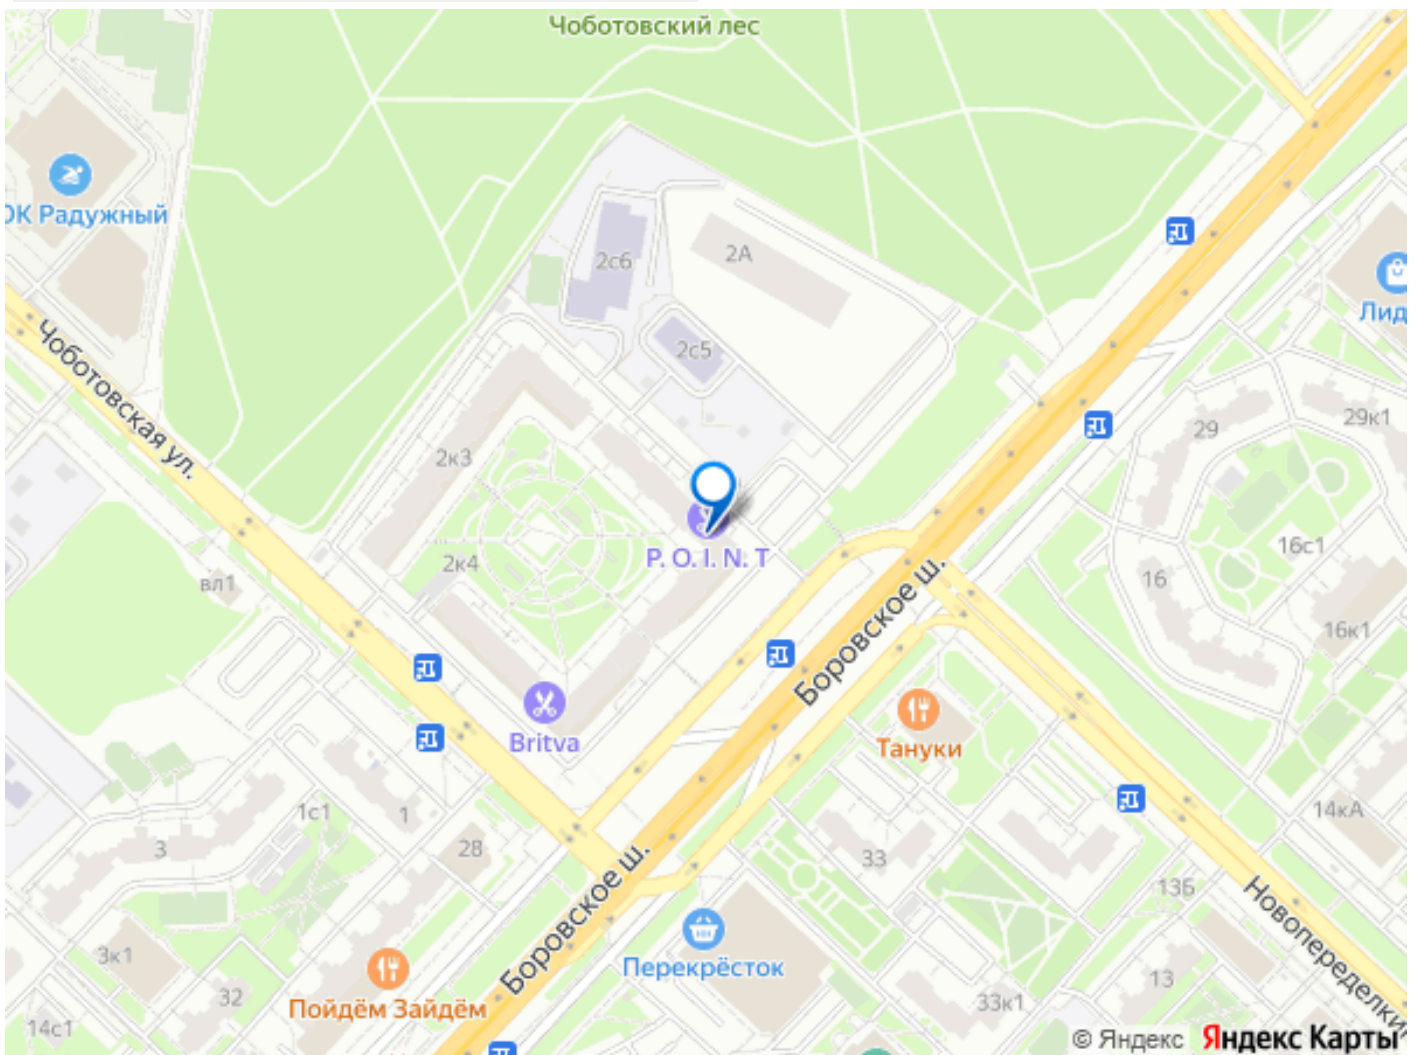 Чоботовский лес
ОК Радужный
2с6
2А
Лид
2с5
Чоботовская ул.
29к1
29
2к3
16с1
P. O. I. N. T
2к4
16
вл1
Боровское ш.
16к1
Britva
Тануки
14кА
1с1
1
3
2В
33
13Б
Боровское ш.
Новопеределки
Перекрёсток
3к1
13
32
33к1
Пойдём Зайдём
14с1
© Яндекс Яндекс Карты